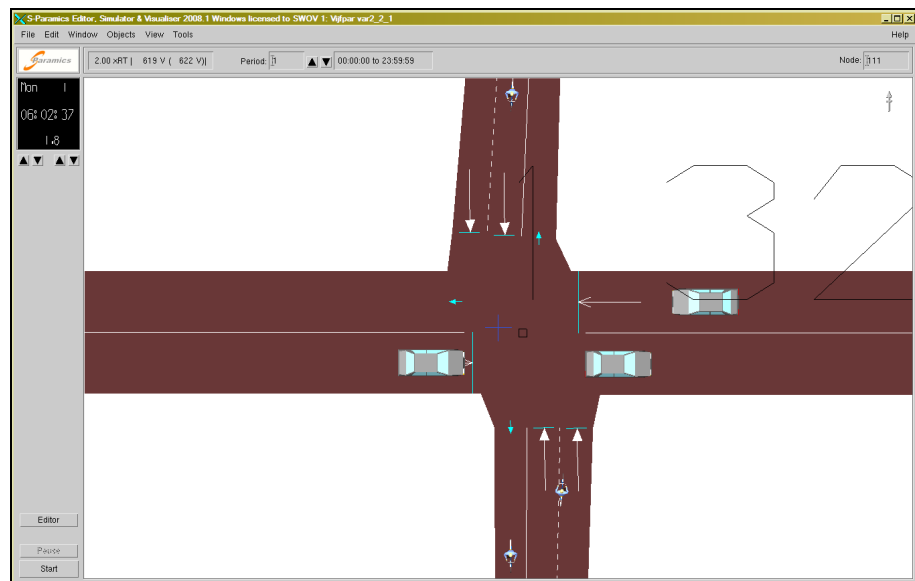 S-Paramics Editor, Simulator & Visualiser 2008.1 Windows licensed to SWOV 1: Vijfpar var2_2_1
File Edit Window Objects View Tools Help
Paramics 2.00 xRT | 619 V ( 622 V)| Period: 1 00:00:00 to 23:59:59 Node: 111
Mon 1
06:02:37
1.8
132
Editor
Pause
Start